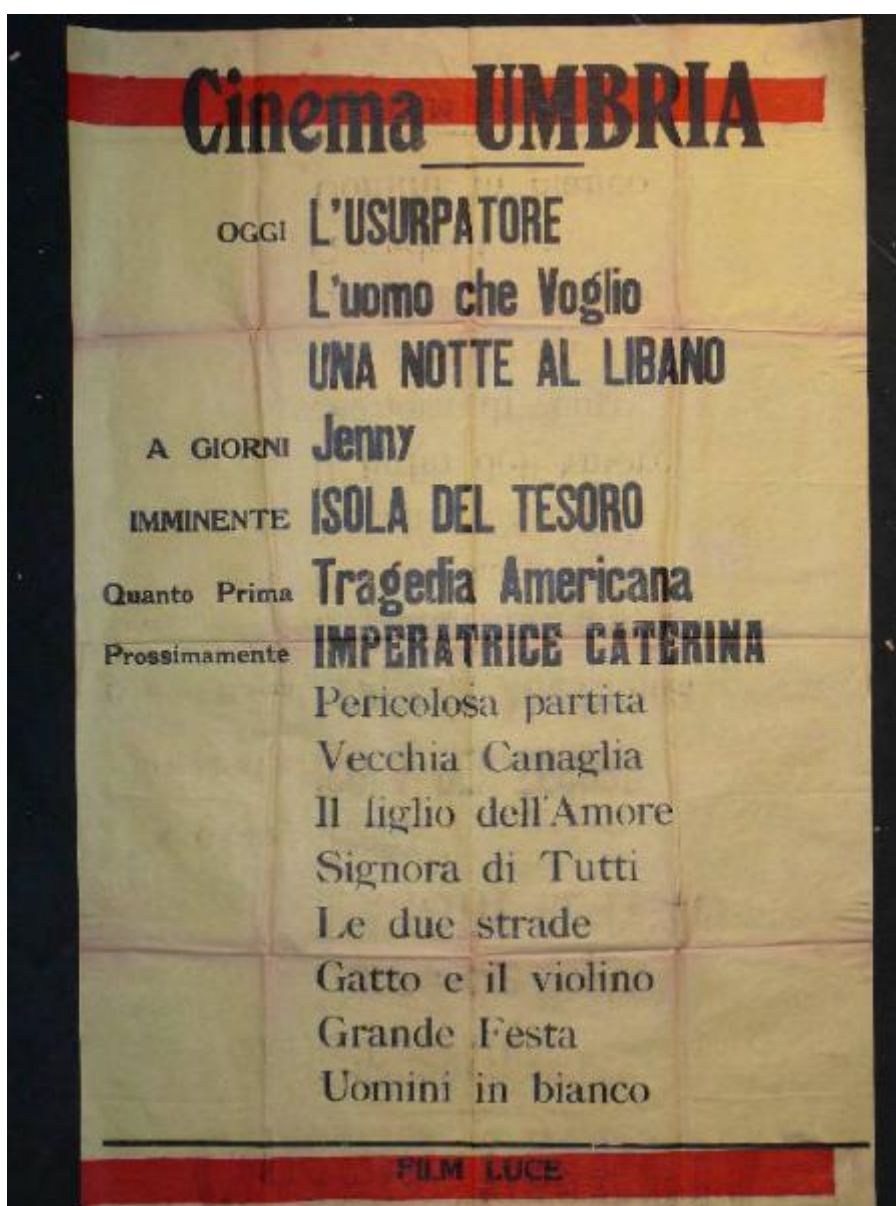 Cinema UMBRIA
OGGI L'USURPATORE
L'uomo che Voglio
UNA NOTTE AL LIBANO
A GIORNI Jenny
IMMINENTE ISOLA DEL TESORO
Quanto Prima Tragedia Americana
Prossimamente IMPERATRICE CATERINA
Pericolosa partita
Vecchia Canaglia
Il figlio dell'Amore
Signora di Tutti
Le due strade
Gatto e il violino
Grande Festa
Uomini in bianco
FILM LUCE